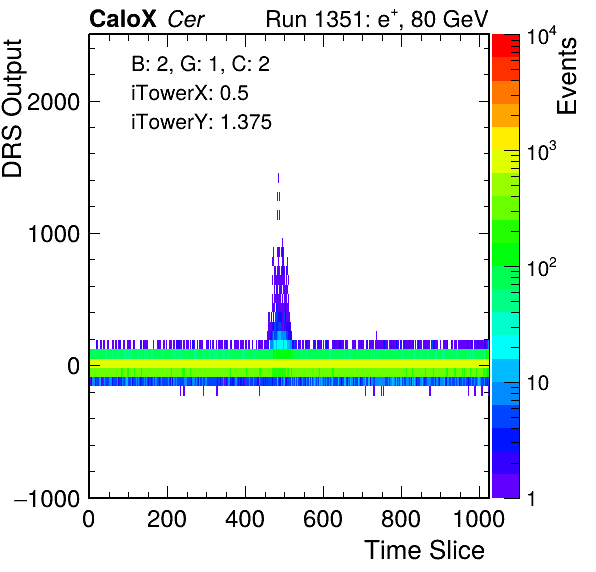 CaloX Cer Run 1351: e+, 80 GeV
B: 2, G: 1, C: 2
iTowerX: 0.5
iTowerY: 1.375
DRS Output
2000
1000
0
−1000
0 200 400 600 800 1000
Time Slice
Events
10^4
10^3
10^2
10
1